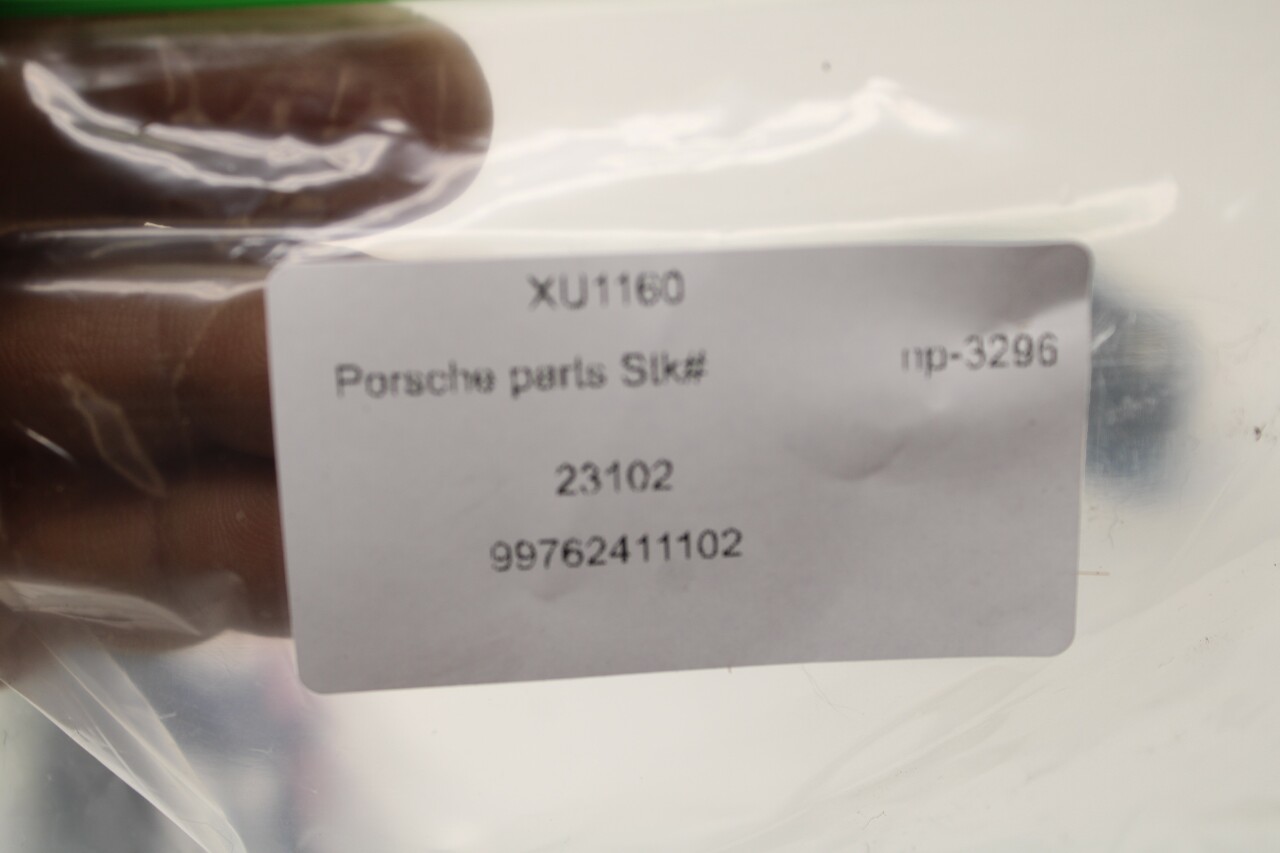 XU1160
Porsche parts Stk# np-3296
23102
99762411102